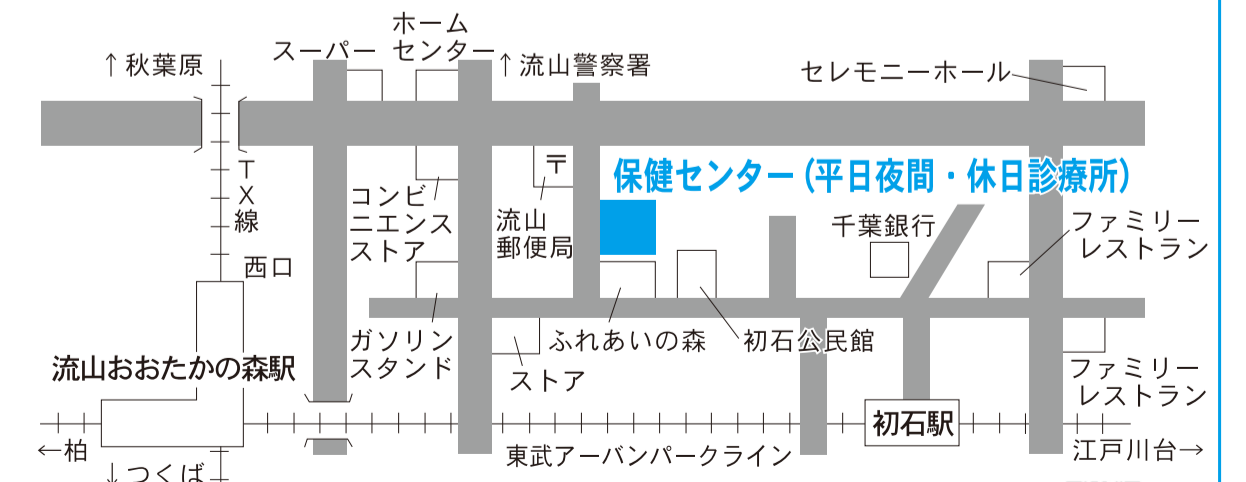 ホーム
センター
スーパー
↑秋葉原
↑流山警察署
セレモニーホール
TX線
〒
保健センター（平日夜間・休日診療所）
コンビ
ニエンス
ストア
流山
郵便局
千葉銀行
ファミリー
レストラン
西口
ガソリン
スタンド
ふれあいの森
初石公民館
流山おおたかの森駅
ストア
ファミリー
レストラン
初石駅
←柏
東武アーバンパークライン
江戸川台→
↓つくば